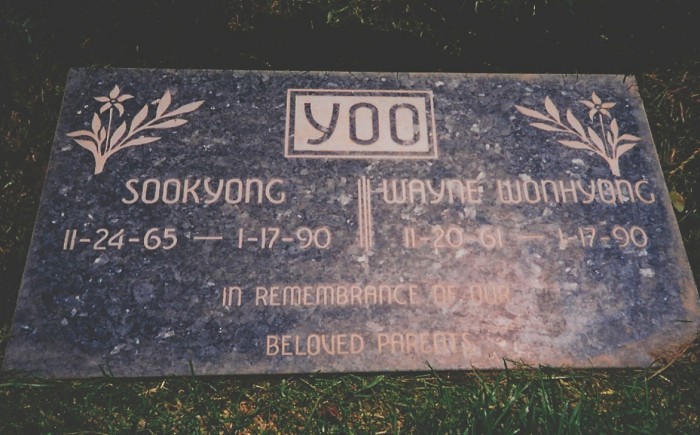 YOO
SOOKYONG WAYNE WONHYONG
11-24-65 — 1-17-90 11-20-61 — 1-17-90
IN REMEMBRANCE OF OUR
BELOVED PARENTS